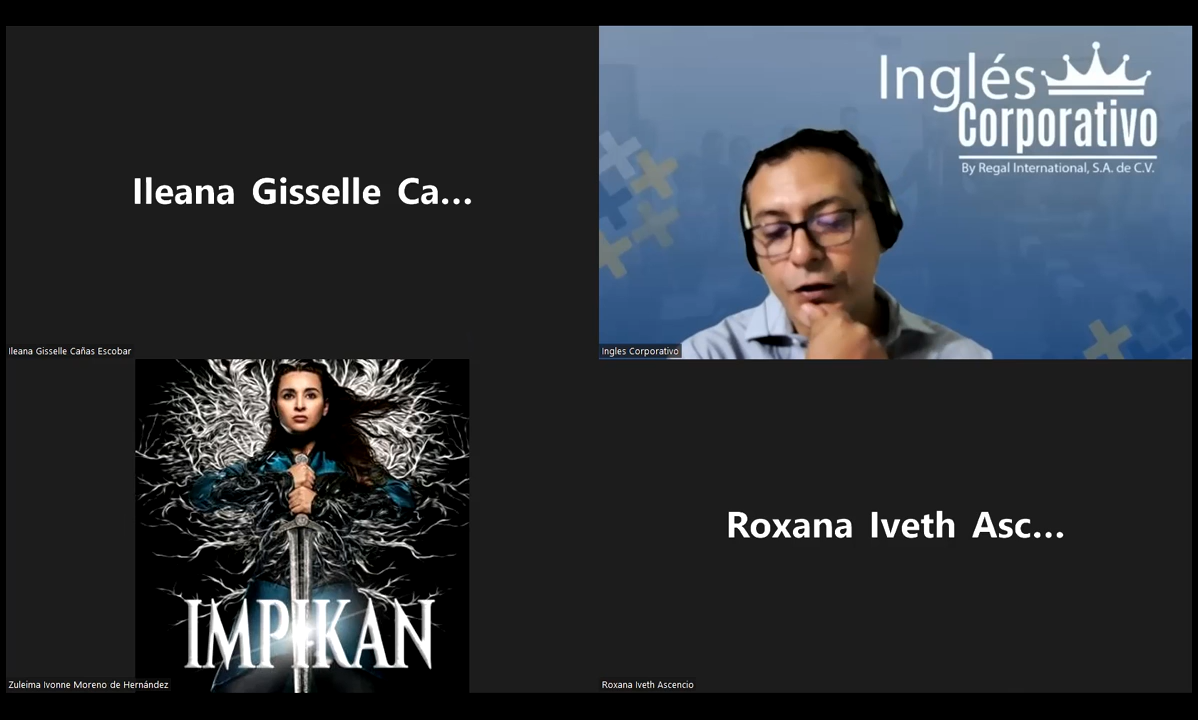 Ileana Gisselle Ca...
Ileana Gisselle Cañas Escobar
Inglés
Corporativo
By Regal International, S.A. de C.V.
Ingles Corporativo
IMPIKAN
Zuleima Ivonne Moreno de Hernández
Roxana Iveth Asc...
Roxana Iveth Ascencio